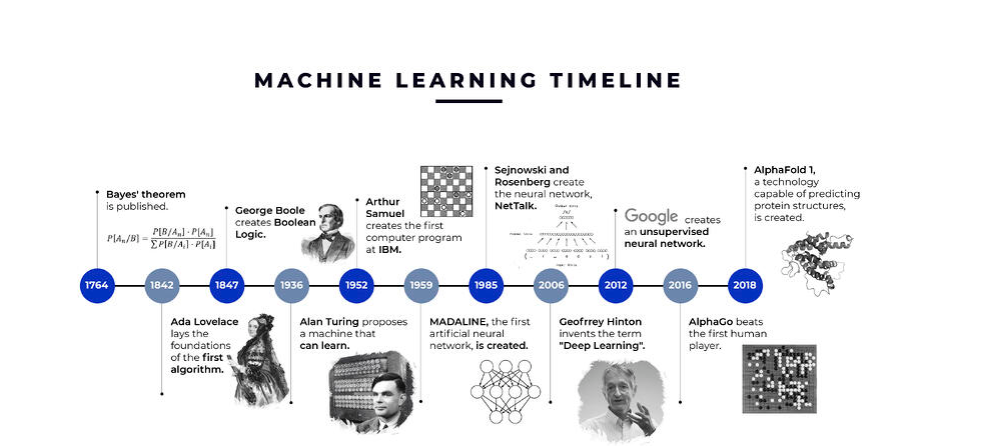 MACHINE LEARNING TIMELINE
Bayes' theorem
is published.
George Boole
creates Boolean
Logic.
Arthur
Samuel
creates the first
computer program
at IBM.
Sejnowski and
Rosenberg create
the neural network,
NetTalk.
Google creates
an unsupervised
neural network.
AlphaFold 1,
a technology
capable of predicting
protein structures,
is created.
1764
1842
1847
1936
1952
1959
1985
2006
2012
2016
2018
Ada Lovelace
lays the
foundations
of the first
algorithm.
Alan Turing proposes
a machine that
can learn.
MADALINE, the first
artificial neural
network, is created.
Geofrrey Hinton
invents the term
"Deep Learning".
AlphaGo beats
the first human
player.